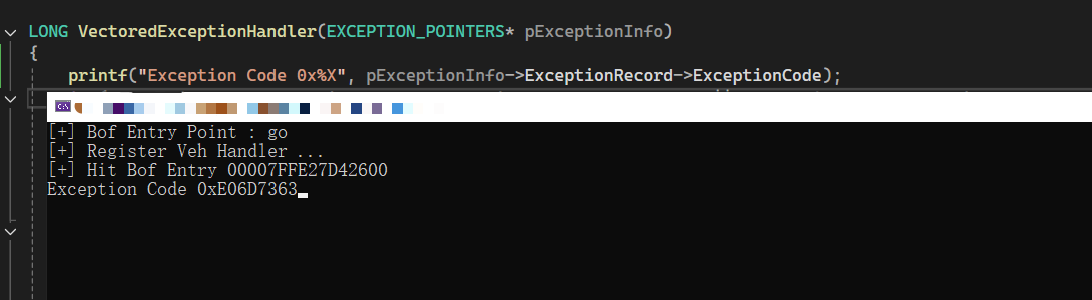 LONG VectoredExceptionHandler(EXCEPTION_POINTERS* pExceptionInfo)
{
printf("Exception Code 0x%X", pExceptionInfo->ExceptionRecord->ExceptionCode);
C:\
[+] Bof Entry Point : go
[+] Register Veh Handler ...
[+] Hit Bof Entry 00007FFE27D42600
Exception Code 0xE06D7363